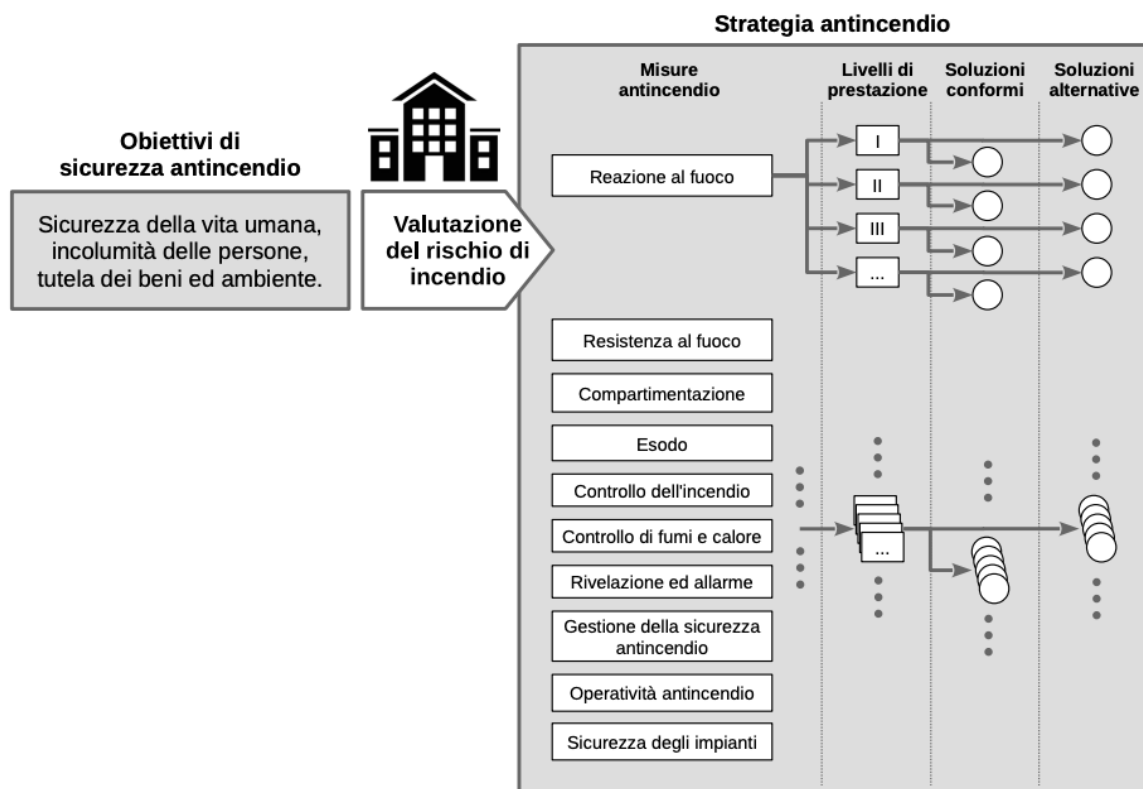 Strategia antincendio
Misure
antincendio
Livelli di
prestazione
Soluzioni
conformi
Soluzioni
alternative
Obiettivi di
sicurezza antincendio
Sicurezza della vita umana,
incolumità delle persone,
tutela dei beni ed ambiente.
Valutazione
del rischio di
incendio
Reazione al fuoco
I
II
III
...
Resistenza al fuoco
Compartimentazione
Esodo
Controllo dell'incendio
Controllo di fumi e calore
...
Rivelazione ed allarme
Gestione della sicurezza
antincendio
Operatività antincendio
Sicurezza degli impianti